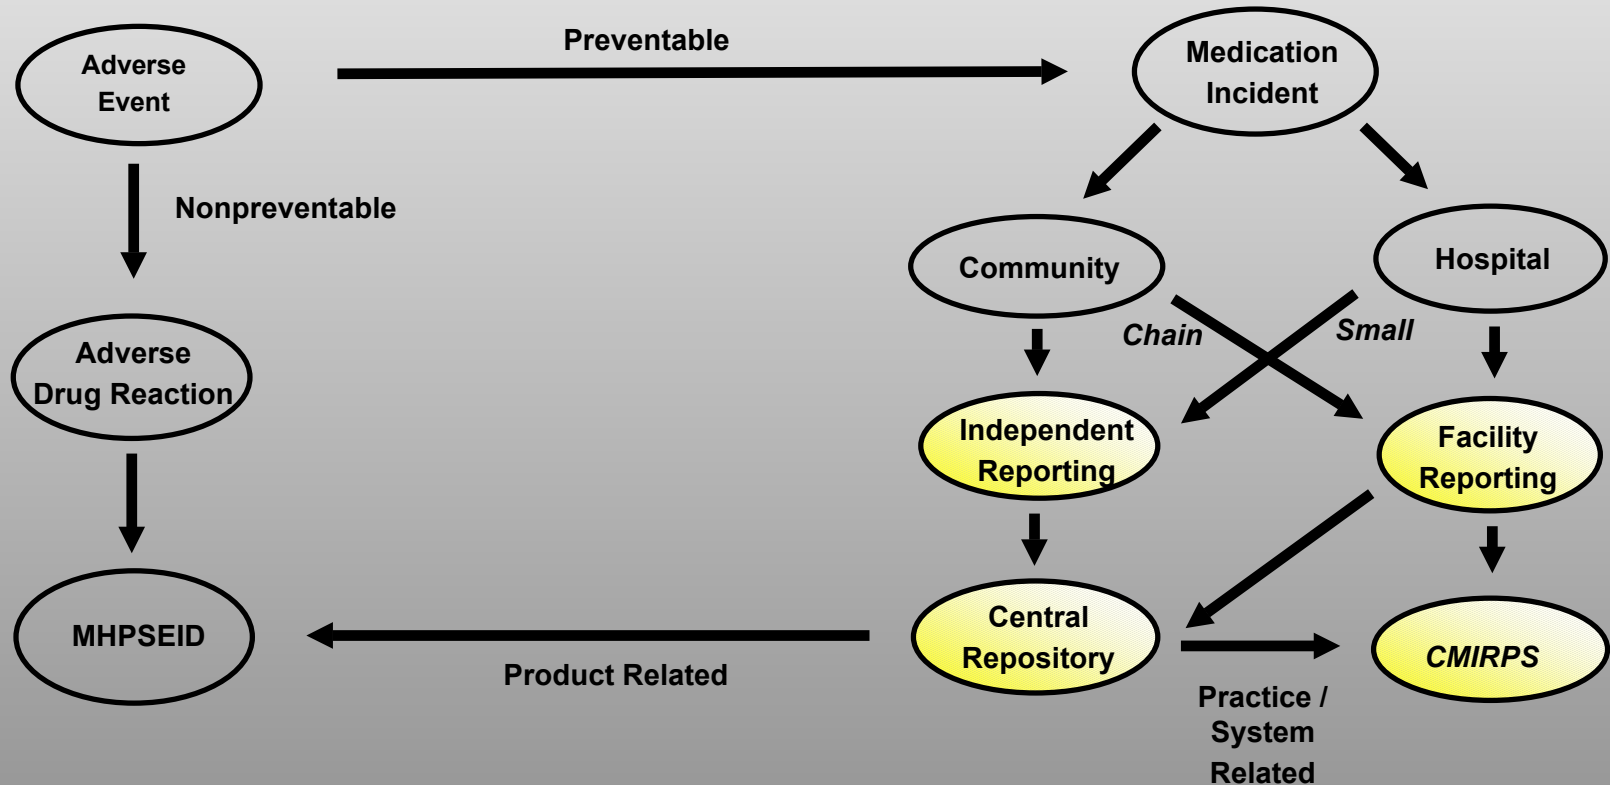 Adverse
Event
Preventable
Medication
Incident
Nonpreventable
Community
Hospital
Chain
Small
Adverse
Drug Reaction
Independent
Reporting
Facility
Reporting
MHPSEID
Product Related
Central
Repository
CMIRPS
Practice /
System
Related